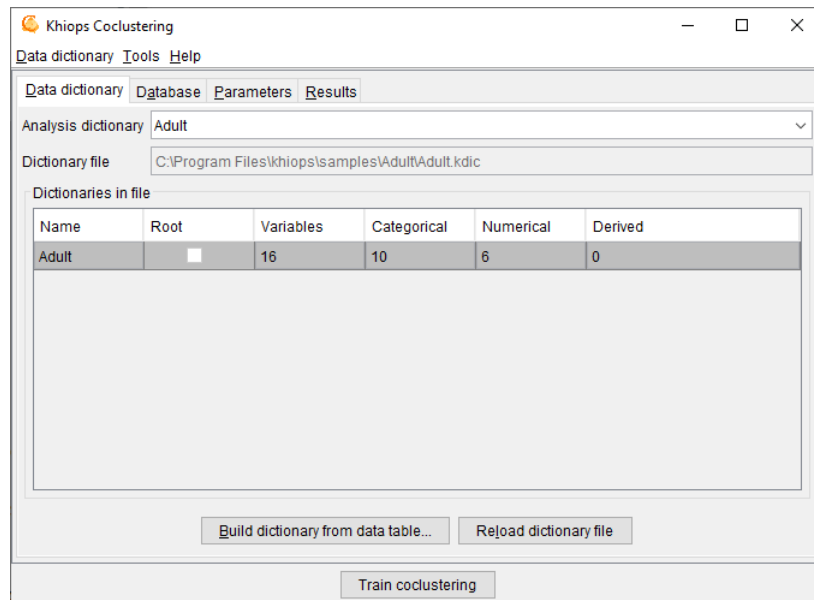 Khiops Coclustering
Data dictionary Tools Help
Data dictionary Database Parameters Results
Analysis dictionary Adult
Dictionary file C:\Program Files\khiops\samples\Adult\Adult.kdic
Dictionaries in file
Name Root Variables Categorical Numerical Derived
Adult 16 10 6 0
Build dictionary from data table... Reload dictionary file
Train coclustering